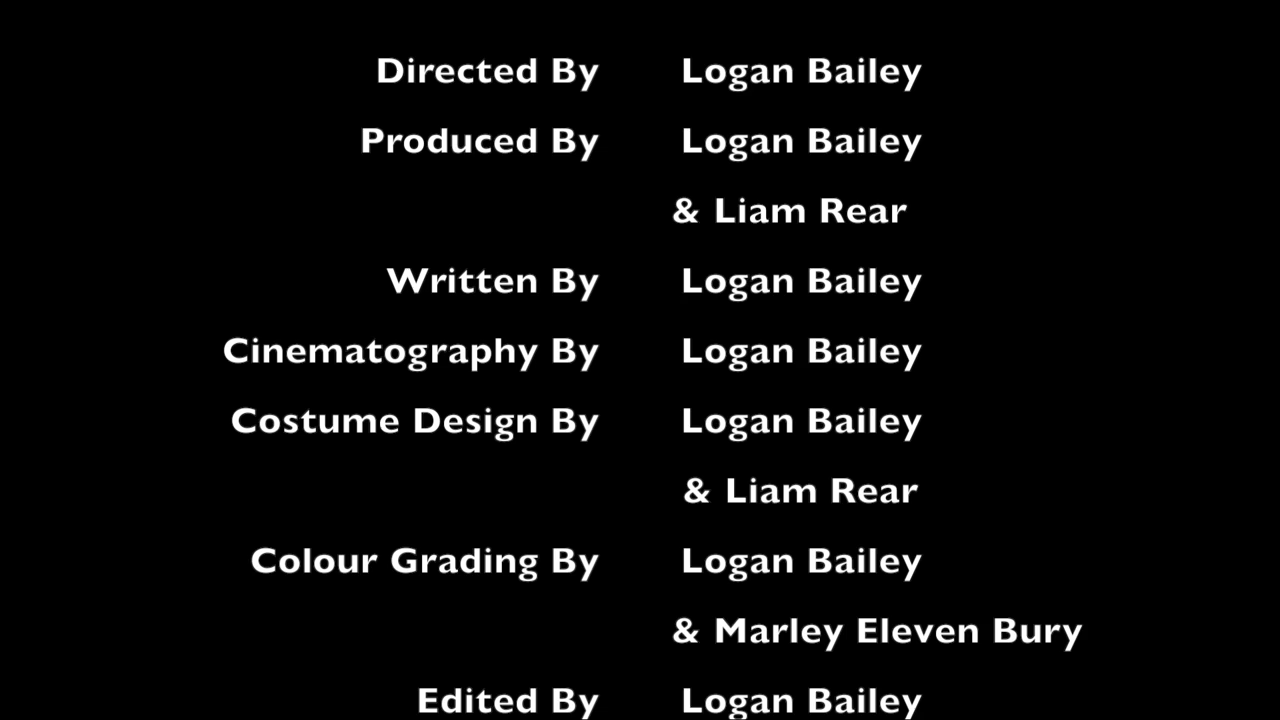 Directed By Logan Bailey
Produced By Logan Bailey
& Liam Rear
Written By Logan Bailey
Cinematography By Logan Bailey
Costume Design By Logan Bailey
& Liam Rear
Colour Grading By Logan Bailey
& Marley Eleven Bury
Edited By Logan Bailey